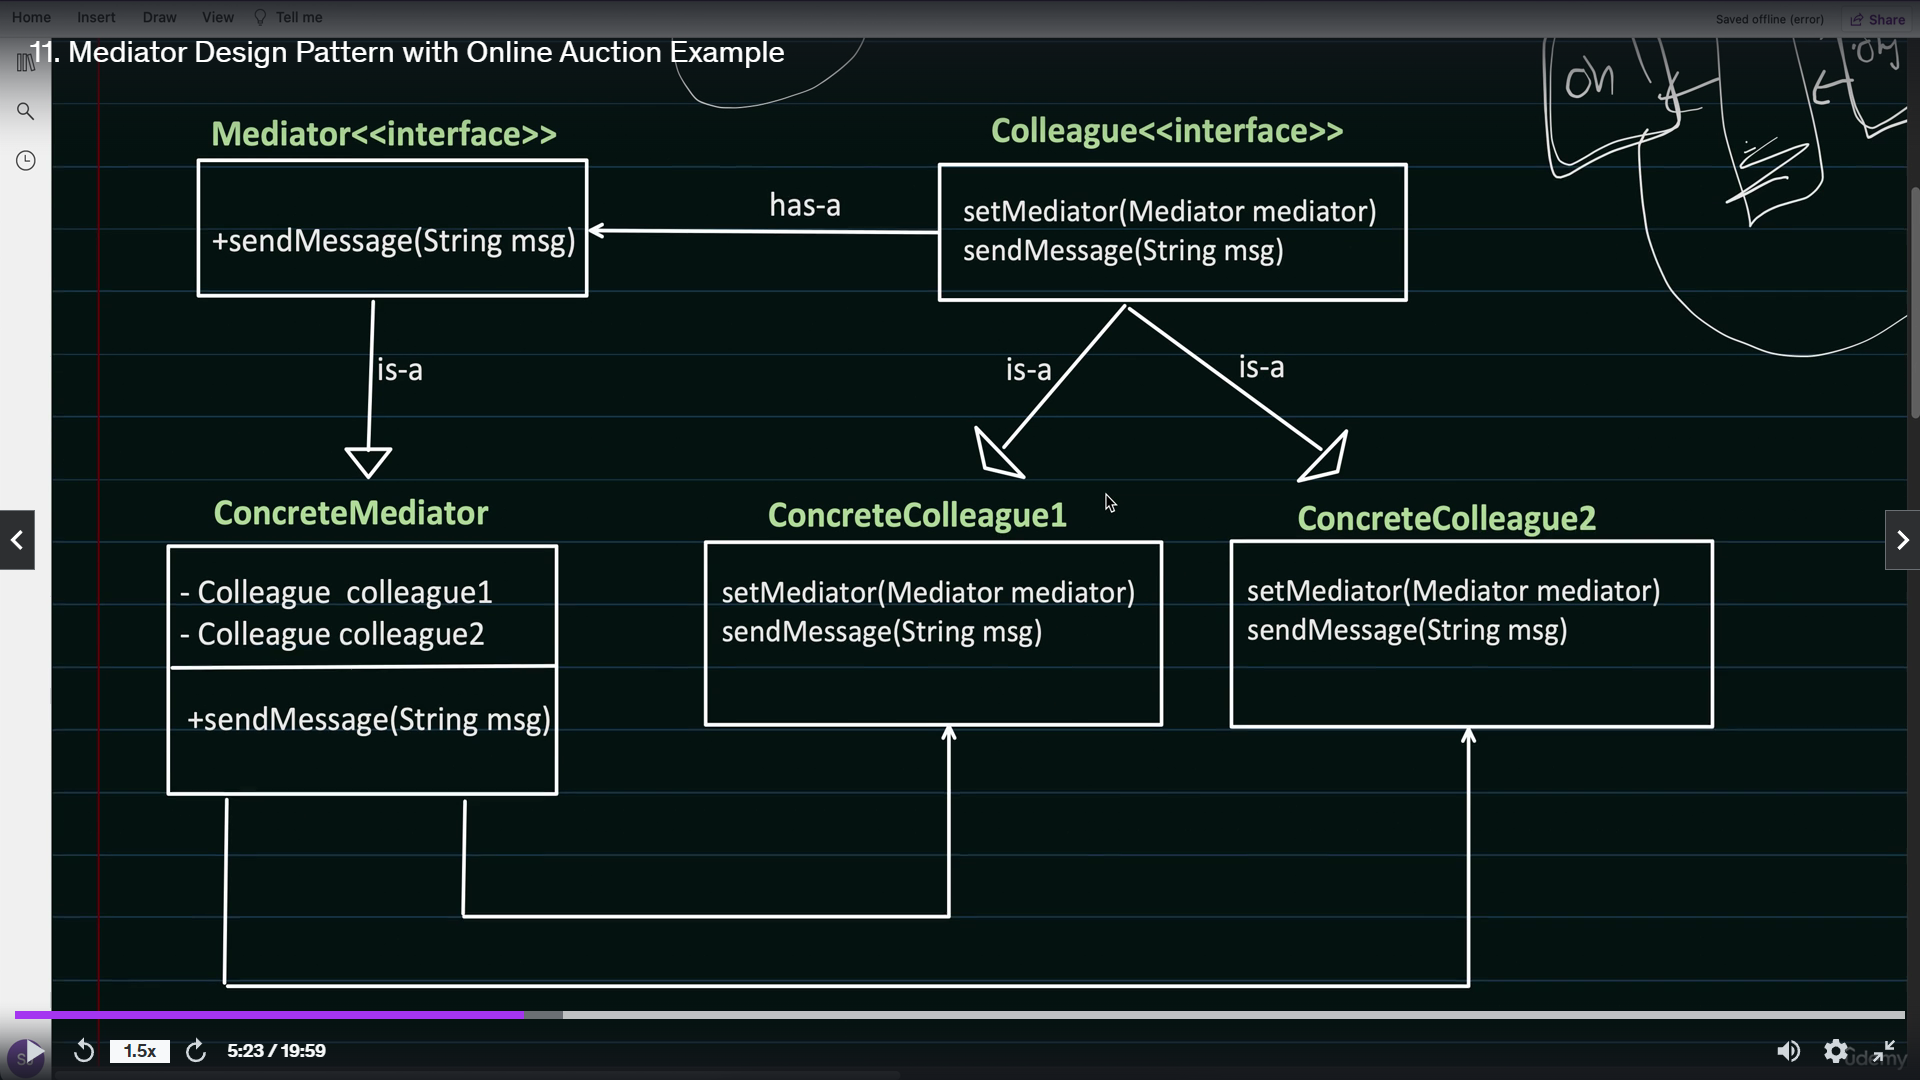 Home Insert Draw View Tell me
Saved offline (error) Share
11. Mediator Design Pattern with Online Auction Example
on
Mediator<<interface>>
+sendMessage(String msg)
has-a
Colleague<<interface>>
setMediator(Mediator mediator)
sendMessage(String msg)
is-a
is-a
is-a
ConcreteMediator
- Colleague colleague1
- Colleague colleague2
+sendMessage(String msg)
ConcreteColleague1
setMediator(Mediator mediator)
sendMessage(String msg)
ConcreteColleague2
setMediator(Mediator mediator)
sendMessage(String msg)
1.5x
5:23 / 19:59
udemy